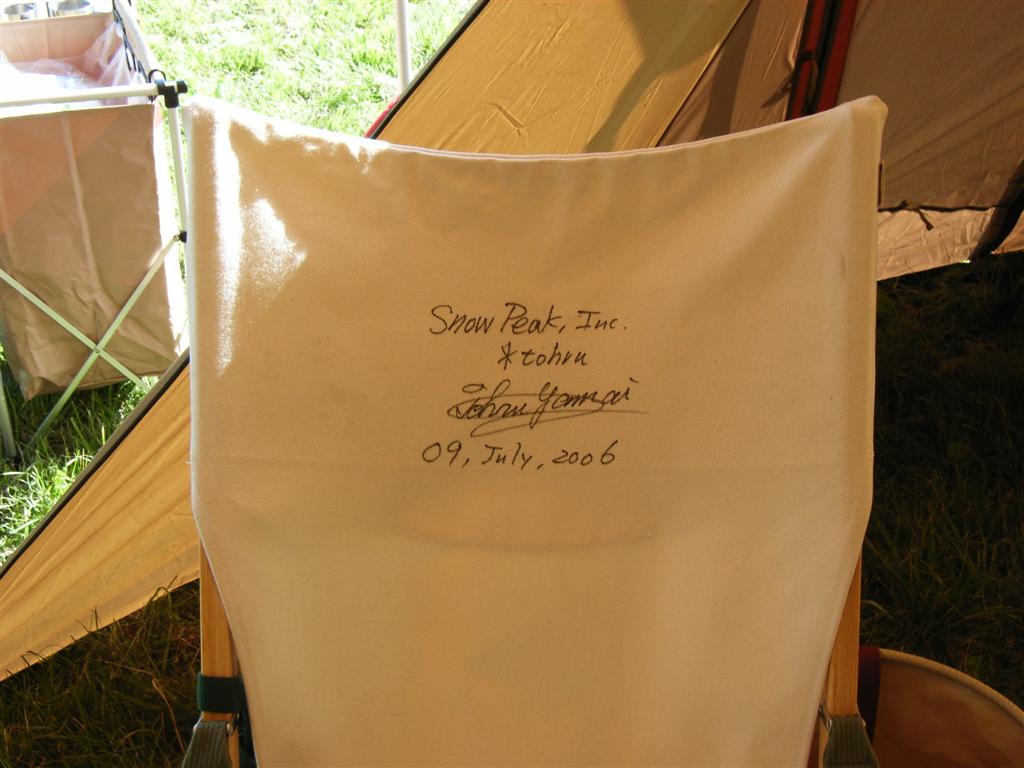 Snow Peak, Inc.
*tohru
Tohru Yamai
09, July, 2006